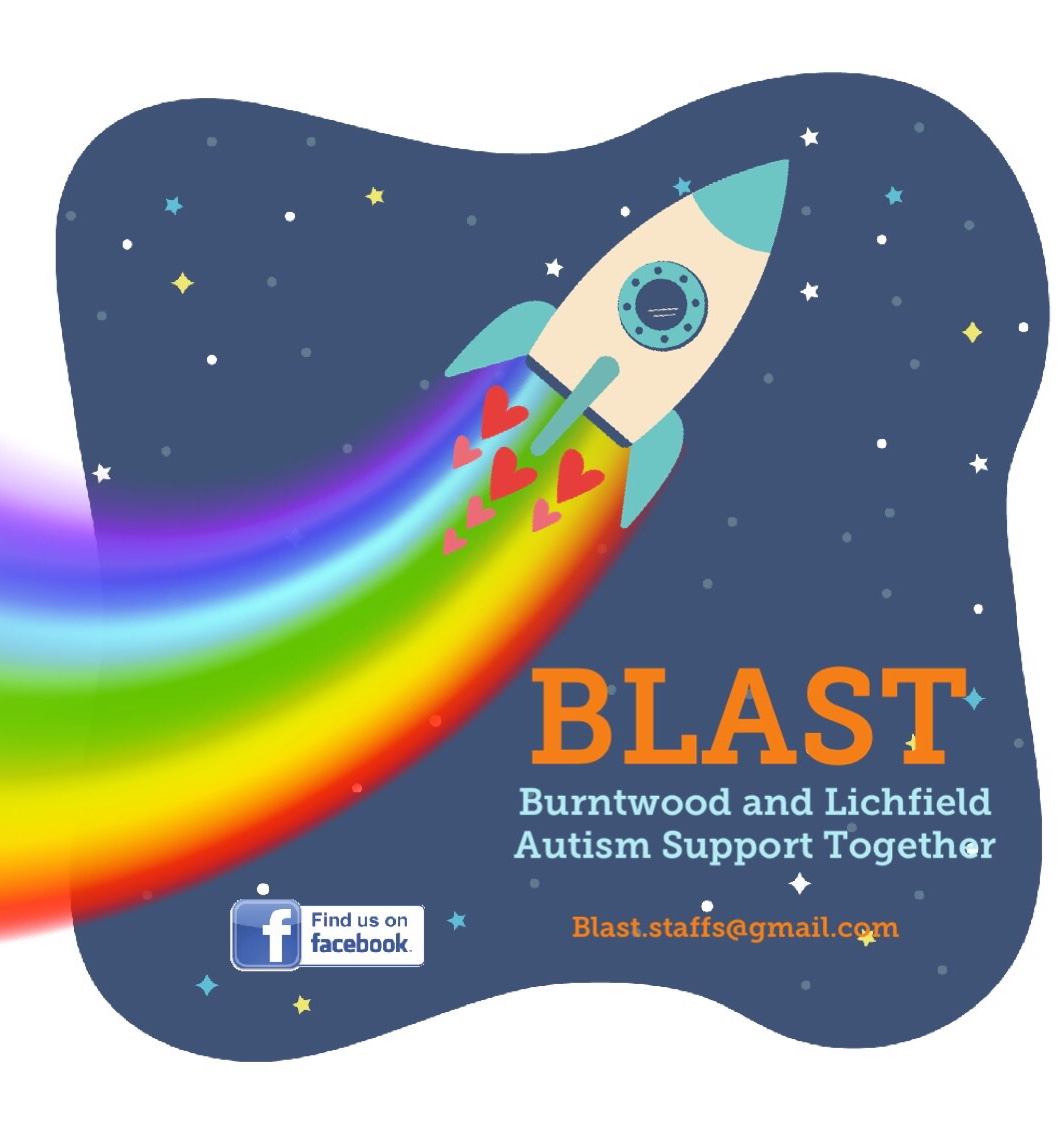 BLAST
Burntwood and Lichfield
Autism Support Together
Find us on
facebook.
Blast.staffs@gmail.com